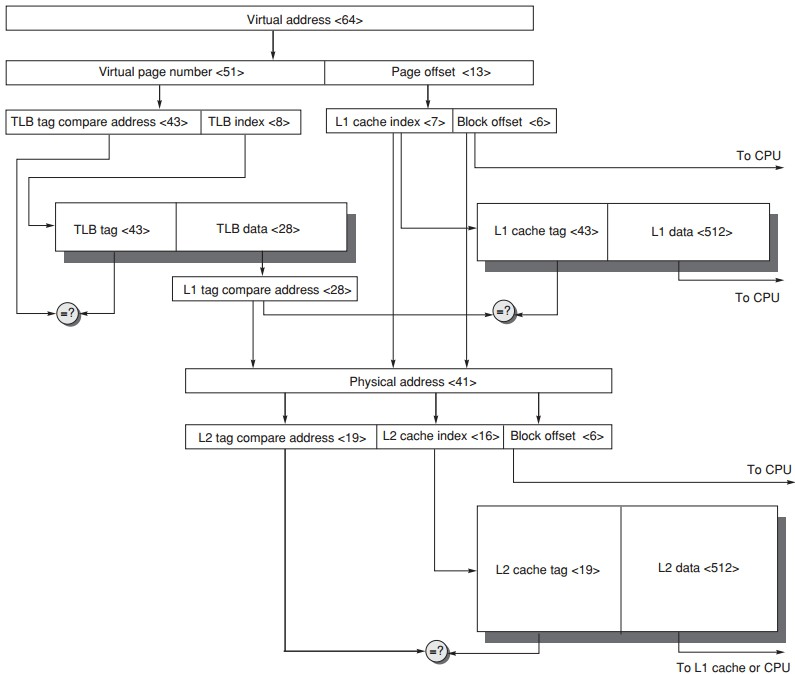 Virtual address <64>
Virtual page number <51>
Page offset <13>
TLB tag compare address <43>
TLB index <8>
L1 cache index <7>
Block offset <6>
To CPU
TLB tag <43>
TLB data <28>
L1 cache tag <43>
L1 data <512>
L1 tag compare address <28>
To CPU
=?
=?
Physical address <41>
L2 tag compare address <19>
L2 cache index <16>
Block offset <6>
To CPU
L2 cache tag <19>
L2 data <512>
=?
To L1 cache or CPU